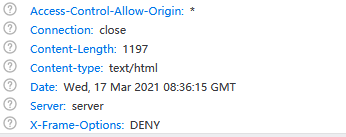 Access-Control-Allow-Origin: *
Connection: close
Content-Length: 1197
Content-type: text/html
Date: Wed, 17 Mar 2021 08:36:15 GMT
Server: server
X-Frame-Options: DENY